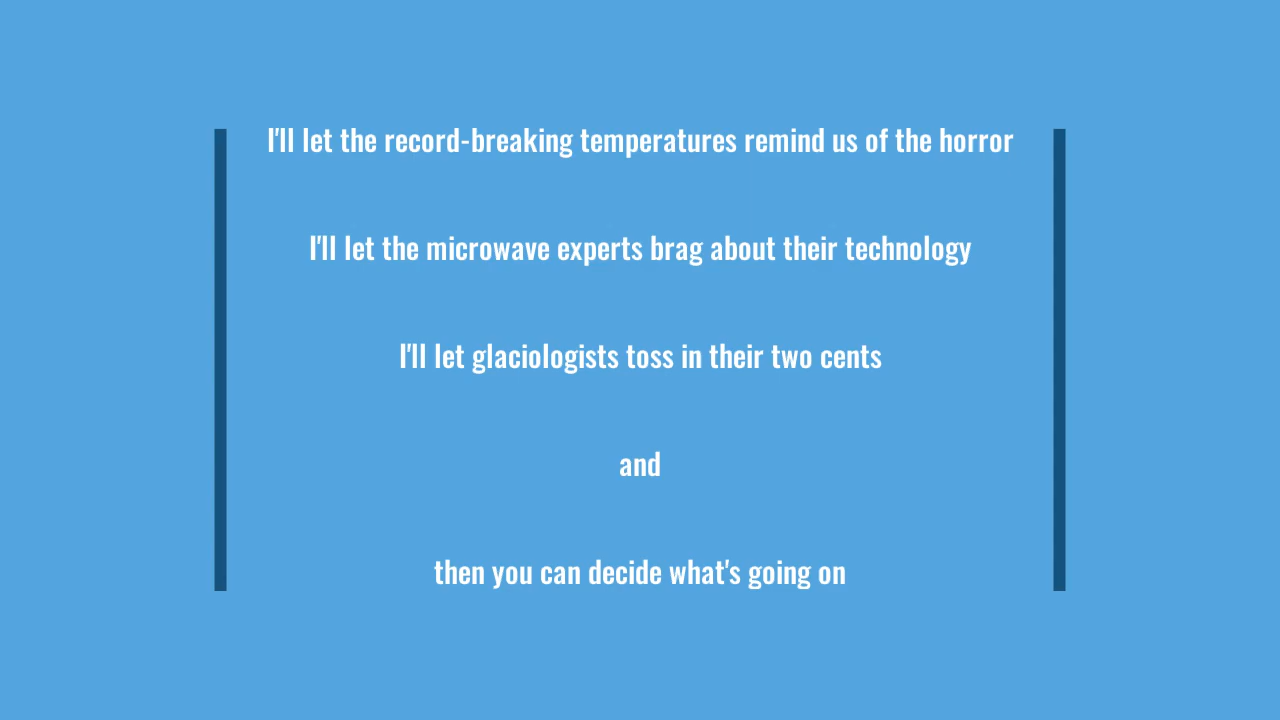 I'll let the record-breaking temperatures remind us of the horror
I'll let the microwave experts brag about their technology
I'll let glaciologists toss in their two cents
and
then you can decide what's going on